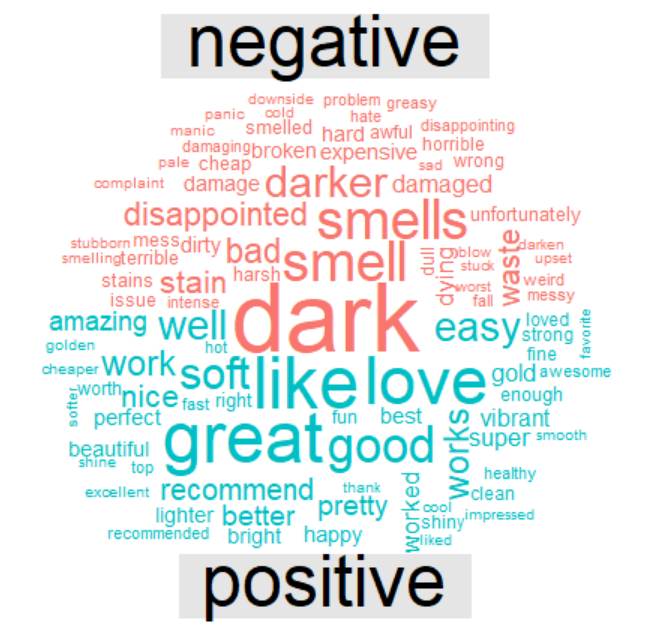 negative
downside problem greasy
panic cold hate
manic smelled hard awful disappointing
damaging broken expensive horrible
pale cheap sad wrong
complaint damage darker damaged
disappointed smells unfortunately
stubborn mess dirty bad smell dull blow darken
smelling terrible stuck upset
stains stain harsh dying worst waste weird
issue intense fall messy
dark
amazing well easy loved favorite
golden hot strong
cheaper work soft like love fine
gold awesome
softer worth nice fast right enough
perfect great fun best vibrant
good works super smooth
beautiful
shine top healthy
excellent recommend thank clean
lighter better pretty worked cool impressed
shiny
recommended bright happy liked
positive